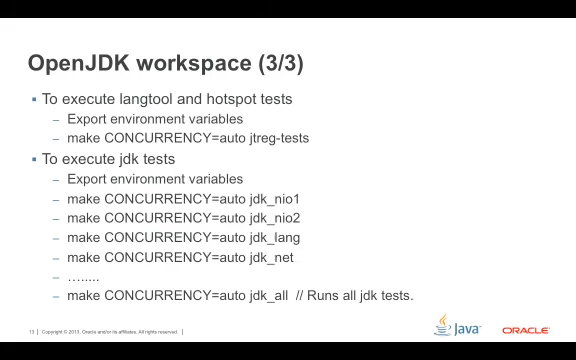 OpenJDK workspace (3/3)
▪ To execute langtool and hotspot tests
– Export environment variables
– make CONCURRENCY=auto jtreg-tests
▪ To execute jdk tests
– Export environment variables
– make CONCURRENCY=auto jdk_nio1
– make CONCURRENCY=auto jdk_nio2
– make CONCURRENCY=auto jdk_lang
– make CONCURRENCY=auto jdk_net
– ….....
– make CONCURRENCY=auto jdk_all // Runs all jdk tests.
13 | Copyright © 2013, Oracle and/or its affiliates. All rights reserved. |
Java™
ORACLE